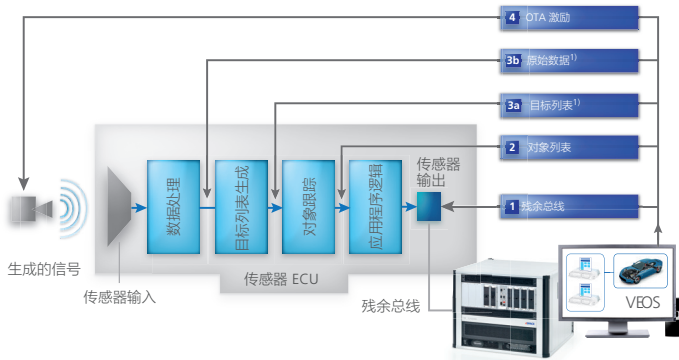 4 OTA 激励
3b 原始数据1)
3a 目标列表1)
2 对象列表
1 残余总线
数据处理
目标列表生成
对象跟踪
应用程序逻辑
传感器
输出
生成的信号
传感器输入
传感器 ECU
残余总线
VEOS